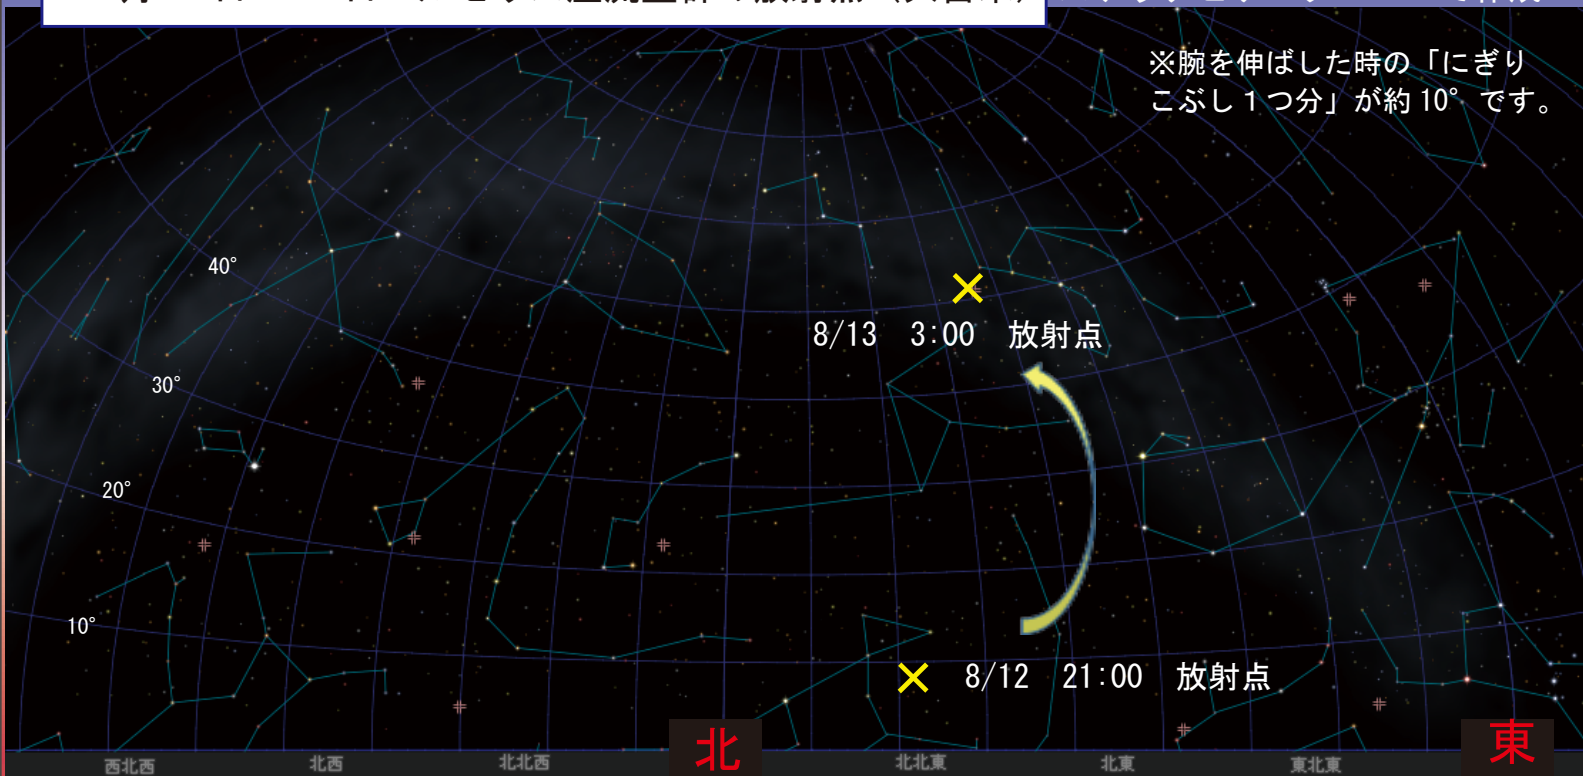 ※腕を伸ばした時の「にぎり
こぶし１つ分」が約 10°です。
40°
8/13 3:00 放射点
30°
20°
10°
8/12 21:00 放射点
西北西
北西
北北西
北
北北東
北東
東北東
東